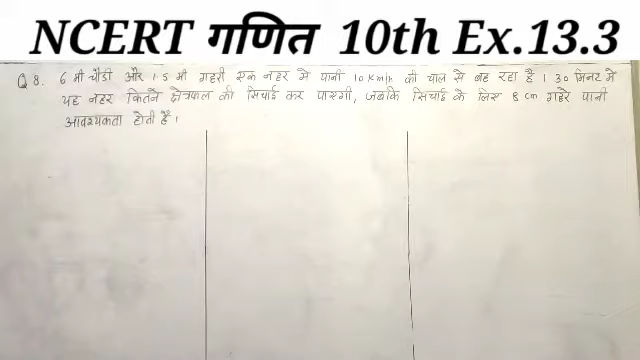 NCERT गणित 10th Ex.13.3
Q 8. 6 मी चौडी और 1.5 मी गहरी एक नहर में पानी 10 Km/h की चाल से बह रहा है । 30 मिनट में
यह नहर कितने क्षेत्रफल की सिंचाई कर पाएगी, जबकि सिंचाई के लिए 8 cm गहरे पानी
आवश्यकता होती है ।